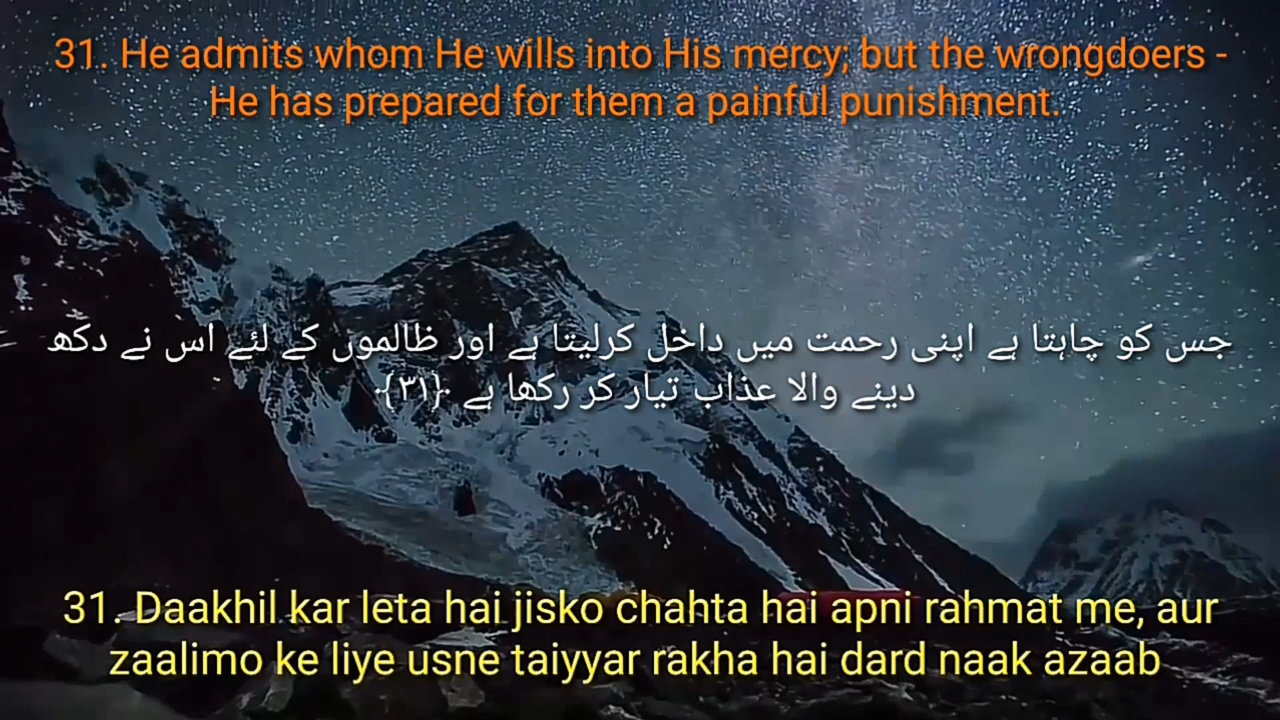 31. He admits whom He wills into His mercy; but the wrongdoers -
He has prepared for them a painful punishment.
جس کو چاہتا ہے اپنی رحمت میں داخل کرلیتا ہے اور ظالموں کے لئے اس نے دکھ
دینے والا عذاب تیار کر رکھا ہے ﴿۳۱﴾
31. Daakhil kar leta hai jisko chahta hai apni rahmat me, aur
zaalimo ke liye usne taiyyar rakha hai dard naak azaab